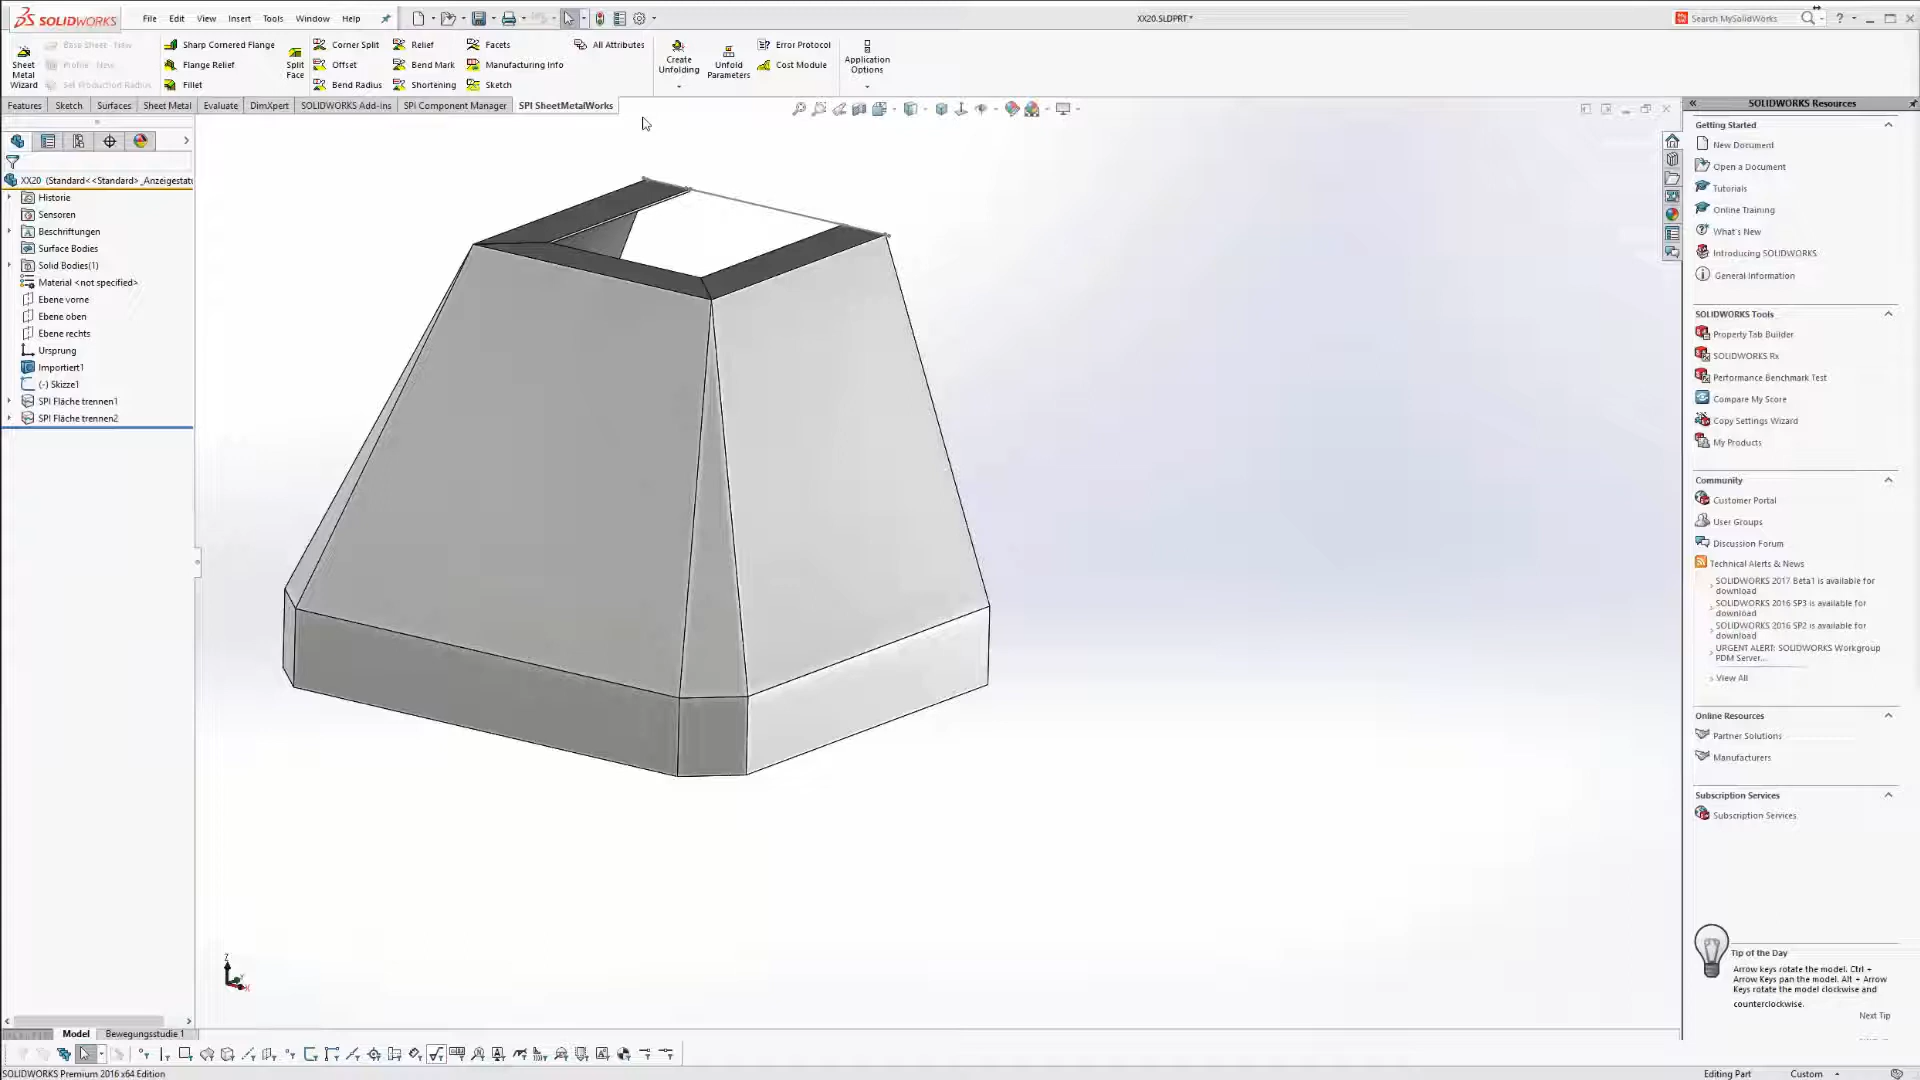 SOLIDWORKS
File Edit View Insert Tools Window Help
XX20.SLDPRT *
Search MySolidWorks
Sheet Metal Wizard
Base Sheet - New
Profile - New
Set Production Radius
Sharp Cornered Flange
Flange Relief
Fillet
Split Face
Corner Split
Offset
Bend Radius
Relief
Bend Mark
Shortening
Facets
Manufacturing Info
Sketch
All Attributes
Create Unfolding
Unfold Parameters
Error Protocol
Cost Module
Application Options
Features Sketch Surfaces Sheet Metal Evaluate DimXpert SOLIDWORKS Add-Ins SPI Component Manager SPI SheetMetalWorks
XX20 (Standard<<Standard>_Anzeigestatu
Historie
Sensoren
Beschriftungen
Surface Bodies
Solid Bodies(1)
Material <not specified>
Ebene vorne
Ebene oben
Ebene rechts
Ursprung
Importiert1
(-) Skizze1
SPI Fläche trennen1
SPI Fläche trennen2
Z
SOLIDWORKS Resources
Getting Started
New Document
Open a Document
Tutorials
Online Training
What's New
Introducing SOLIDWORKS
General Information
SOLIDWORKS Tools
Property Tab Builder
SOLIDWORKS Rx
Performance Benchmark Test
Compare My Score
Copy Settings Wizard
My Products
Community
Customer Portal
User Groups
Discussion Forum
Technical Alerts & News
SOLIDWORKS 2017 Beta1 is available for
download
SOLIDWORKS 2016 SP3 is available for
download
SOLIDWORKS 2016 SP2 is available for
download
URGENT ALERT: SOLIDWORKS Workgroup
PDM Server...
View All
Online Resources
Partner Solutions
Manufacturers
Subscription Services
Subscription Services
Tip of the Day
Arrow keys rotate the model. Ctrl +
Arrow Keys pan the model. Alt + Arrow
Keys rotate the model clockwise and
counterclockwise.
Next Tip
Model Bewegungsstudie 1
SOLIDWORKS Premium 2016 x64 Edition
Editing Part Custom